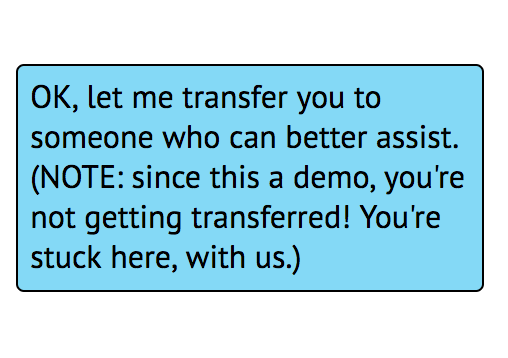 OK, let me transfer you to
someone who can better assist.
(NOTE: since this a demo, you're
not getting transferred! You're
stuck here, with us.)